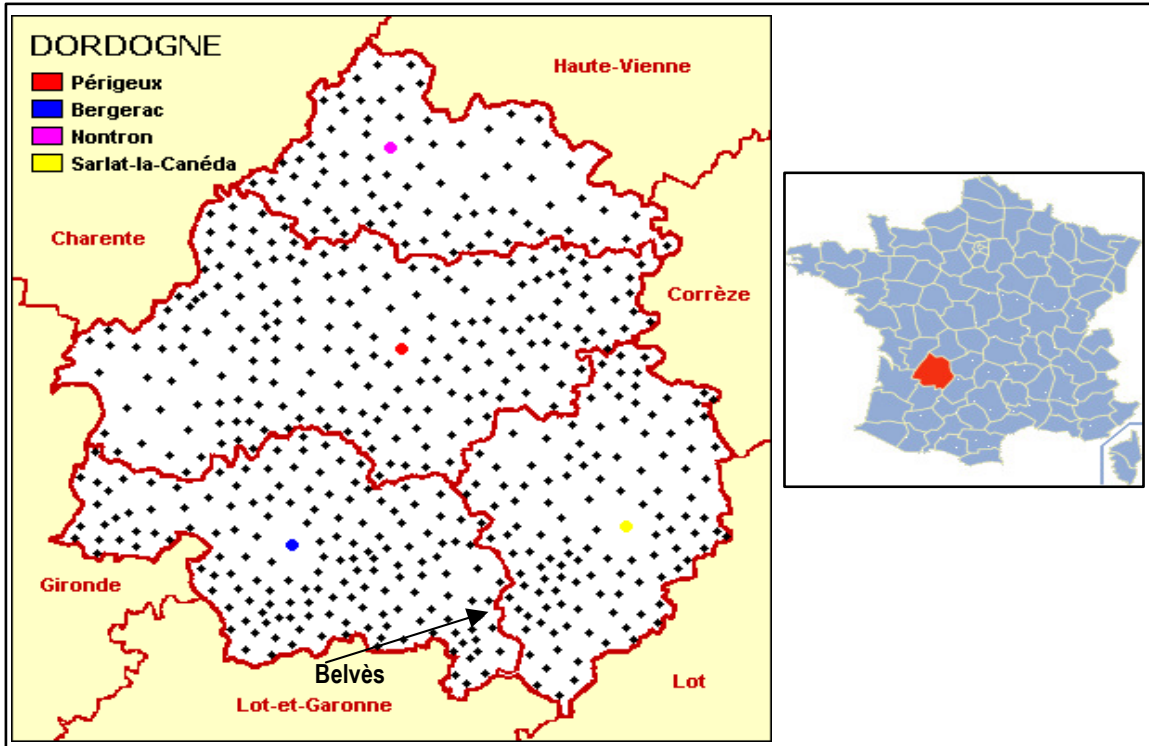 DORDOGNE
Périgeux
Bergerac
Nontron
Sarlat-la-Canéda
Haute-Vienne
Charente
Corrèze
Gironde
Belvès
Lot-et-Garonne
Lot